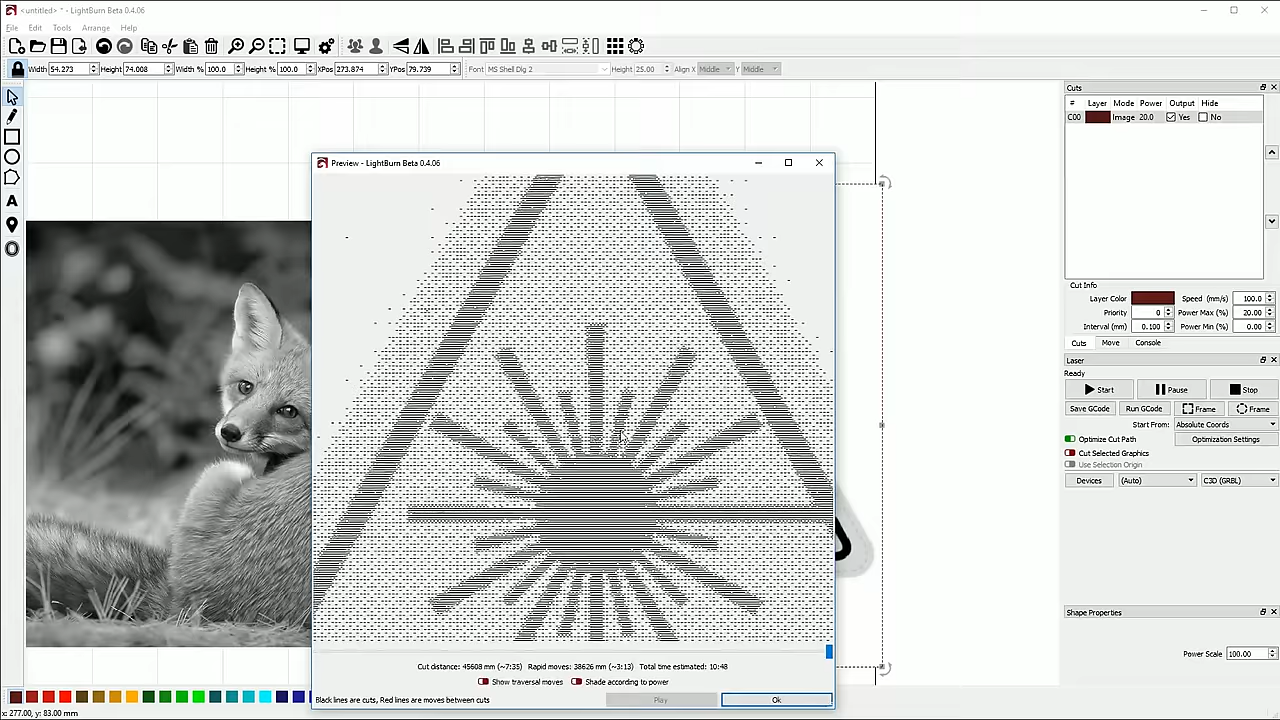 <untitled> * - LightBurn Beta 0.4.06
File Edit Tools Arrange Help
Width 54.273 Height 74.008 Width % 100.0 Height % 100.0 XPos 273.874 YPos 79.739 Font MS Shell Dlg 2 Height 25.00 Align X Middle Y Middle
A
Cuts
# Layer Mode Power Output Hide
C00 Image 20.0 Yes No
Cut Info
Layer Color Speed (mm/s) 100.0
Priority 0 Power Max (%) 20.00
Interval (mm) 0.100 Power Min (%) 0.00
Cuts Move Console
Laser
Ready
Start Pause Stop
Save GCode Run GCode Frame Frame
Start From: Absolute Coords
Optimize Cut Path Optimization Settings
Cut Selected Graphics
Use Selection Origin
Devices (Auto) C3D (GRBL)
Shape Properties
Power Scale 100.00
Preview - LightBurn Beta 0.4.06
Cut distance: 45608 mm (~7:35) Rapid moves: 38626 mm (~3:13) Total time estimated: 10:48
Show traversal moves Shade according to power
Black lines are cuts, Red lines are moves between cuts Play Ok
x: 277.00, y: 83.00 mm